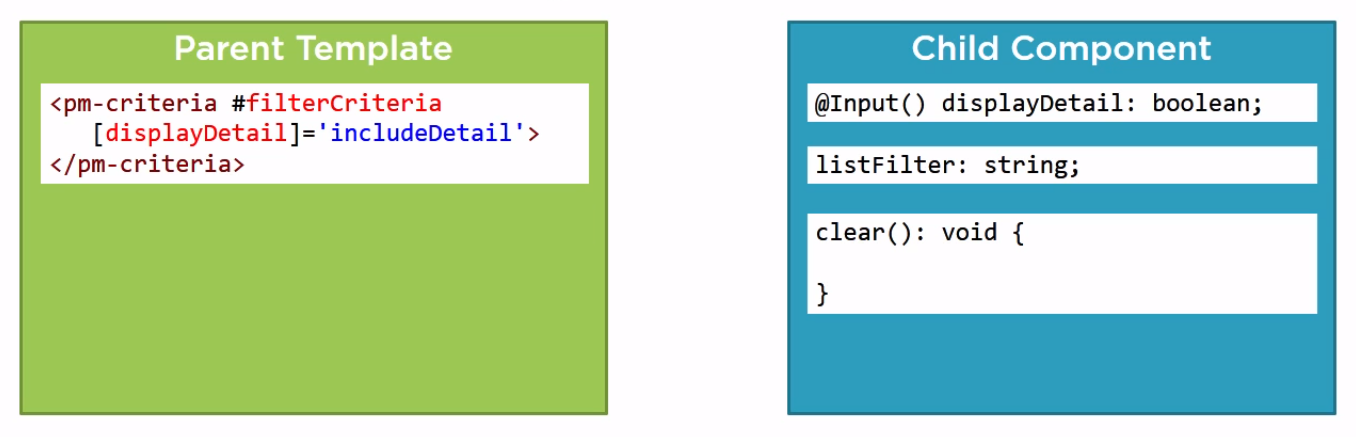 Parent Template
<pm-criteria #filterCriteria
[displayDetail]='includeDetail'>
</pm-criteria>
Child Component
@Input() displayDetail: boolean;
listFilter: string;
clear(): void {
}